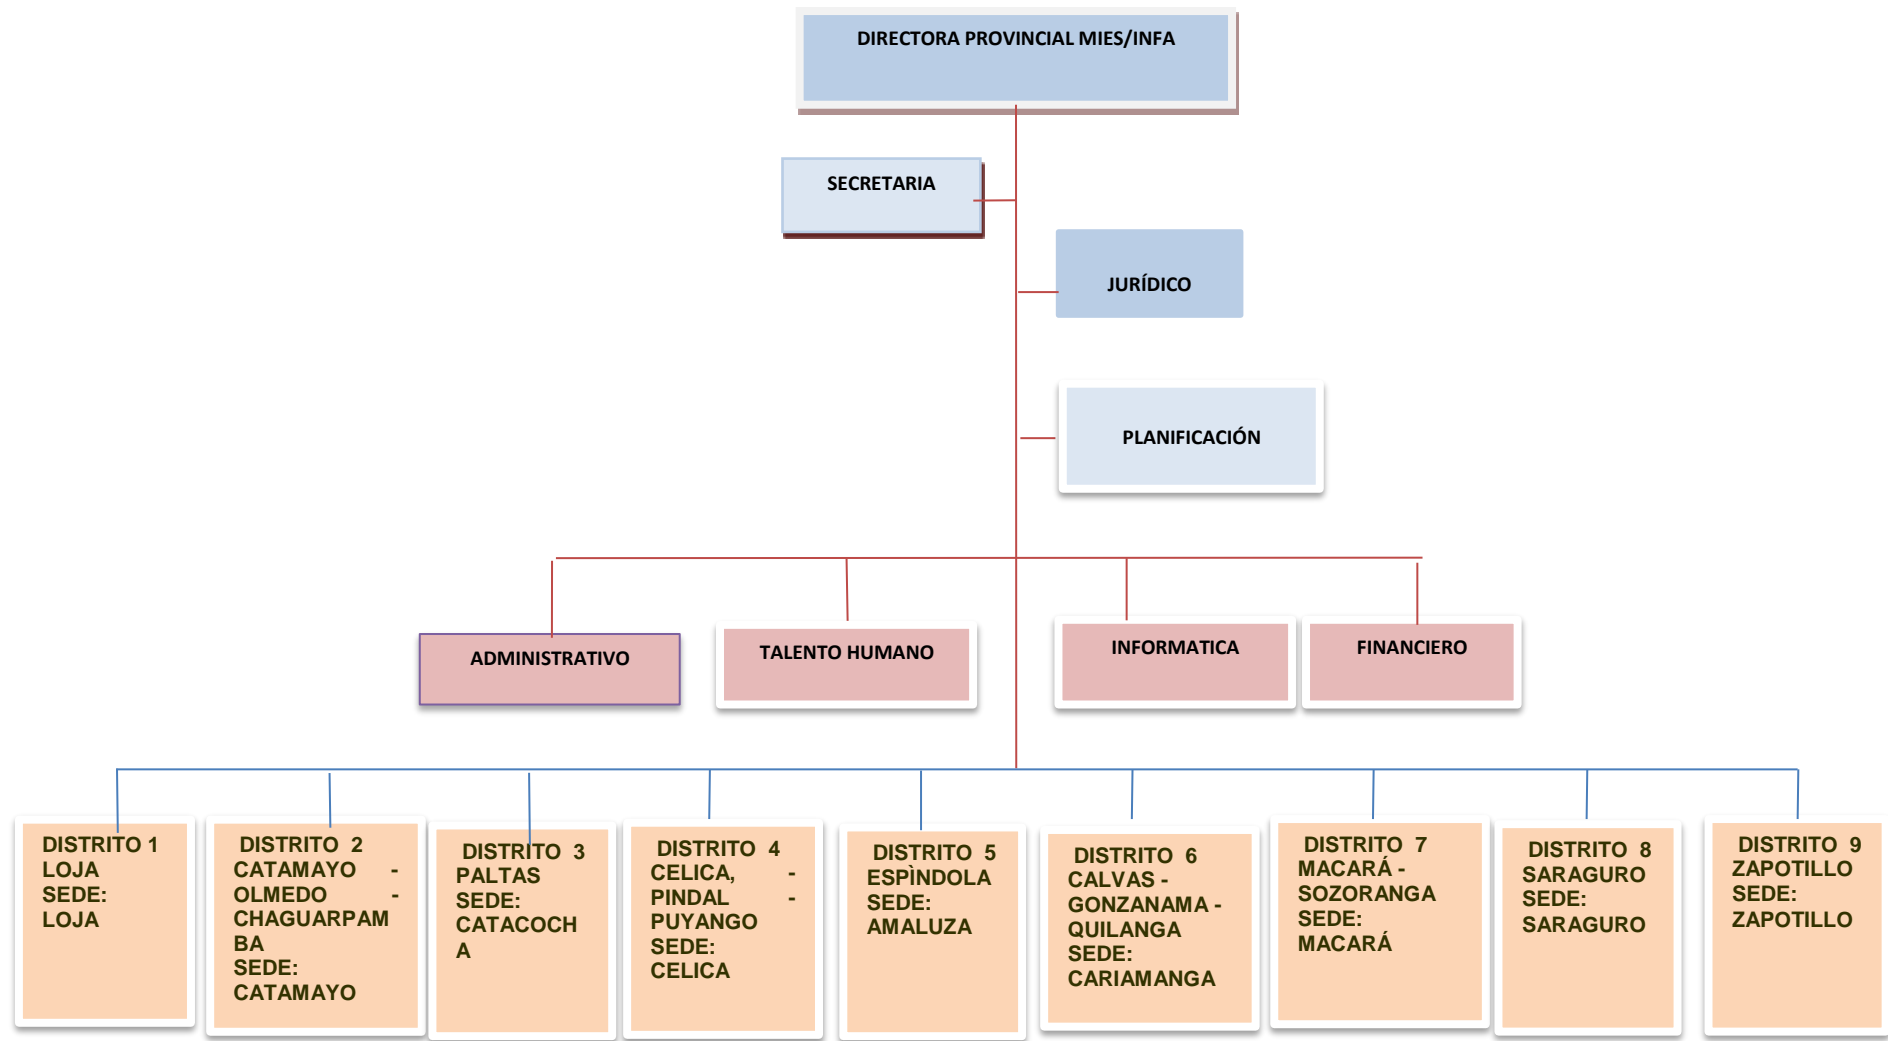 DIRECTORA PROVINCIAL MIES/INFA
SECRETARIA
JURÍDICO
PLANIFICACIÓN
ADMINISTRATIVO
TALENTO HUMANO
INFORMATICA
FINANCIERO
DISTRITO 1
LOJA
SEDE:
LOJA
DISTRITO 2
CATAMAYO -
OLMEDO -
CHAGUARPAM
BA
SEDE:
CATAMAYO
DISTRITO 3
PALTAS
SEDE:
CATACOCH
A
DISTRITO 4
CELICA, -
PINDAL -
PUYANGO
SEDE:
CELICA
DISTRITO 5
ESPÌNDOLA
SEDE:
AMALUZA
DISTRITO 6
CALVAS -
GONZANAMA -
QUILANGA
SEDE:
CARIAMANGA
DISTRITO 7
MACARÁ -
SOZORANGA
SEDE:
MACARÁ
DISTRITO 8
SARAGURO
SEDE:
SARAGURO
DISTRITO 9
ZAPOTILLO
SEDE:
ZAPOTILLO